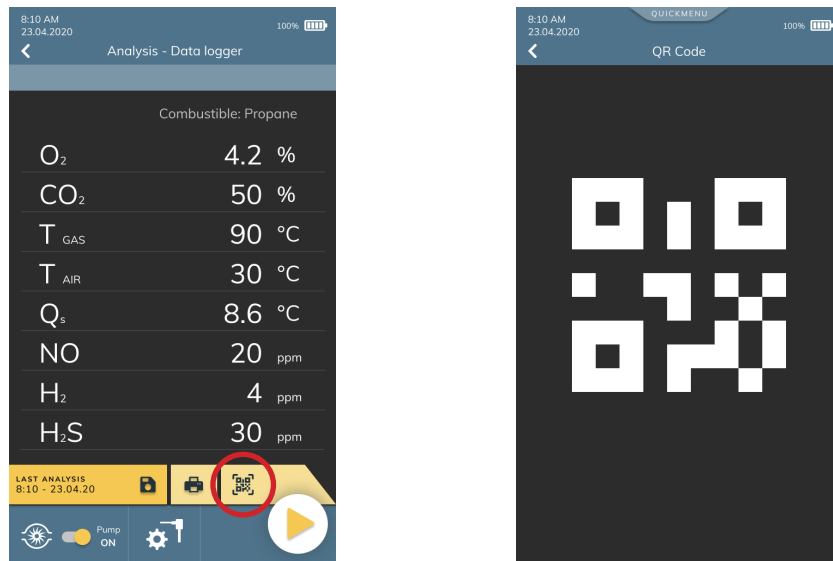 8:10 AM
23.04.2020
100%
Analysis - Data logger
Combustible: Propane
O₂ 4.2 %
CO₂ 50 %
T GAS 90 °C
T AIR 30 °C
Qs 8.6 °C
NO 20 ppm
H₂ 4 ppm
H₂S 30 ppm
LAST ANALYSIS
8:10 - 23.04.20
Pump
ON
8:10 AM
23.04.2020
QUICKMENU
100%
QR Code